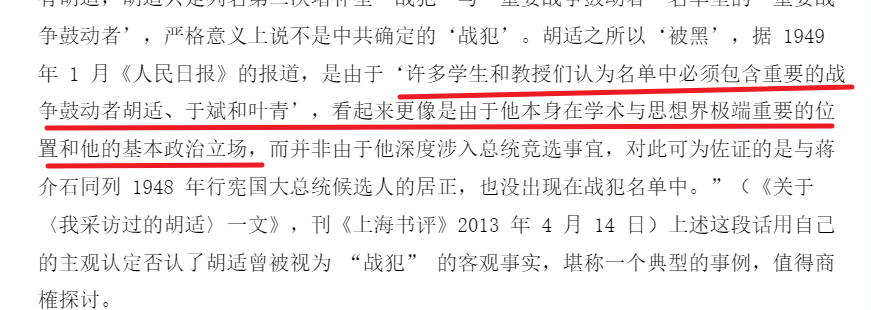 争鼓动者’，严格意义上说不是中共确定的‘战犯’。胡适之所以‘被黑’，据 1949
年 1 月《人民日报》的报道，是由于‘许多学生和教授们认为名单中必须包含重要的战
争鼓动者胡适、于斌和叶青’，看起来更像是由于他本身在学术与思想界极端重要的位
置和他的基本政治立场，而并非由于他深度涉入总统竞选事宜，对此可为佐证的是与蒋
介石同列 1948 年行宪国大总统候选人的居正，也没出现在战犯名单中。”（《关于
〈我采访过的胡适〉一文》，刊《上海书评》2013 年 4 月 14 日）上述这段话用自己
的主观认定否认了胡适曾被视为 “战犯” 的客观事实，堪称一个典型的事例，值得商
榷探讨。